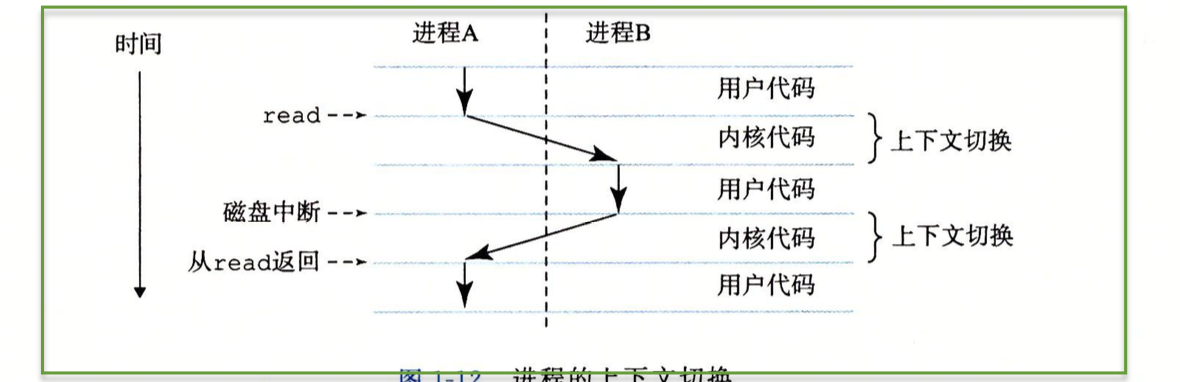 进程A 进程B
时间
用户代码
read
内核代码 上下文切换
用户代码
磁盘中断
内核代码 上下文切换
从read返回
用户代码
图 1-12 进程的上下文切换